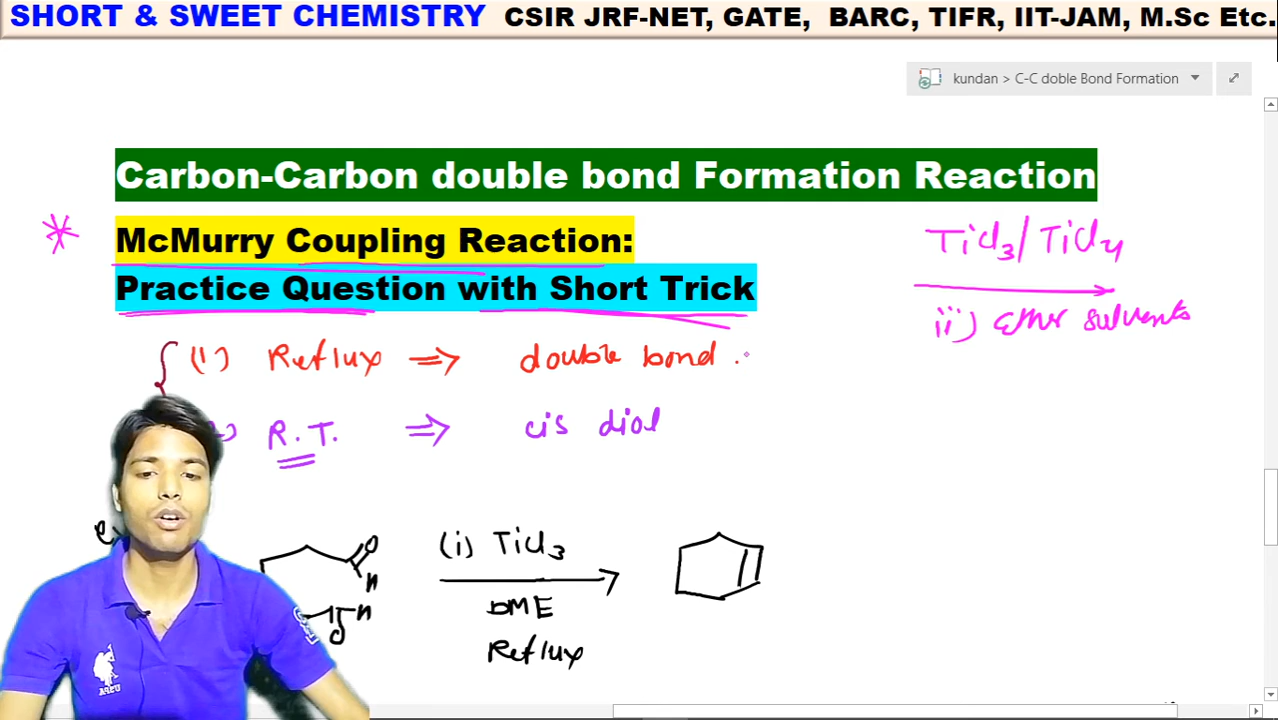 SHORT & SWEET CHEMISTRY CSIR JRF-NET, GATE, BARC, TIFR, IIT-JAM, M.Sc Etc.
kundan > C-C doble Bond Formation
Carbon-Carbon double bond Formation Reaction
McMurry Coupling Reaction:
TiCl3/TiCl4
Practice Question with Short Trick
ii) Ether solvents
(1) Reflux ⇒ double bond .
R.T. ⇒ cis diol
(i) TiCl3
O
H
DME
H
O
Reflux